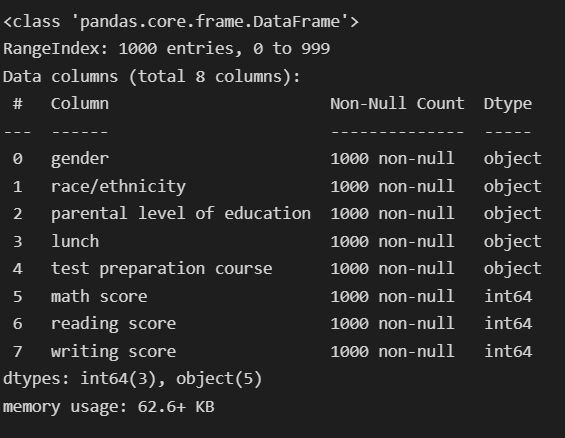 <class 'pandas.core.frame.DataFrame'>
RangeIndex: 1000 entries, 0 to 999
Data columns (total 8 columns):
 #   Column                       Non-Null Count  Dtype
---  ------                       --------------  -----
 0   gender                       1000 non-null   object
 1   race/ethnicity               1000 non-null   object
 2   parental level of education  1000 non-null   object
 3   lunch                        1000 non-null   object
 4   test preparation course      1000 non-null   object
 5   math score                   1000 non-null   int64
 6   reading score                1000 non-null   int64
 7   writing score                1000 non-null   int64
dtypes: int64(3), object(5)
memory usage: 62.6+ KB